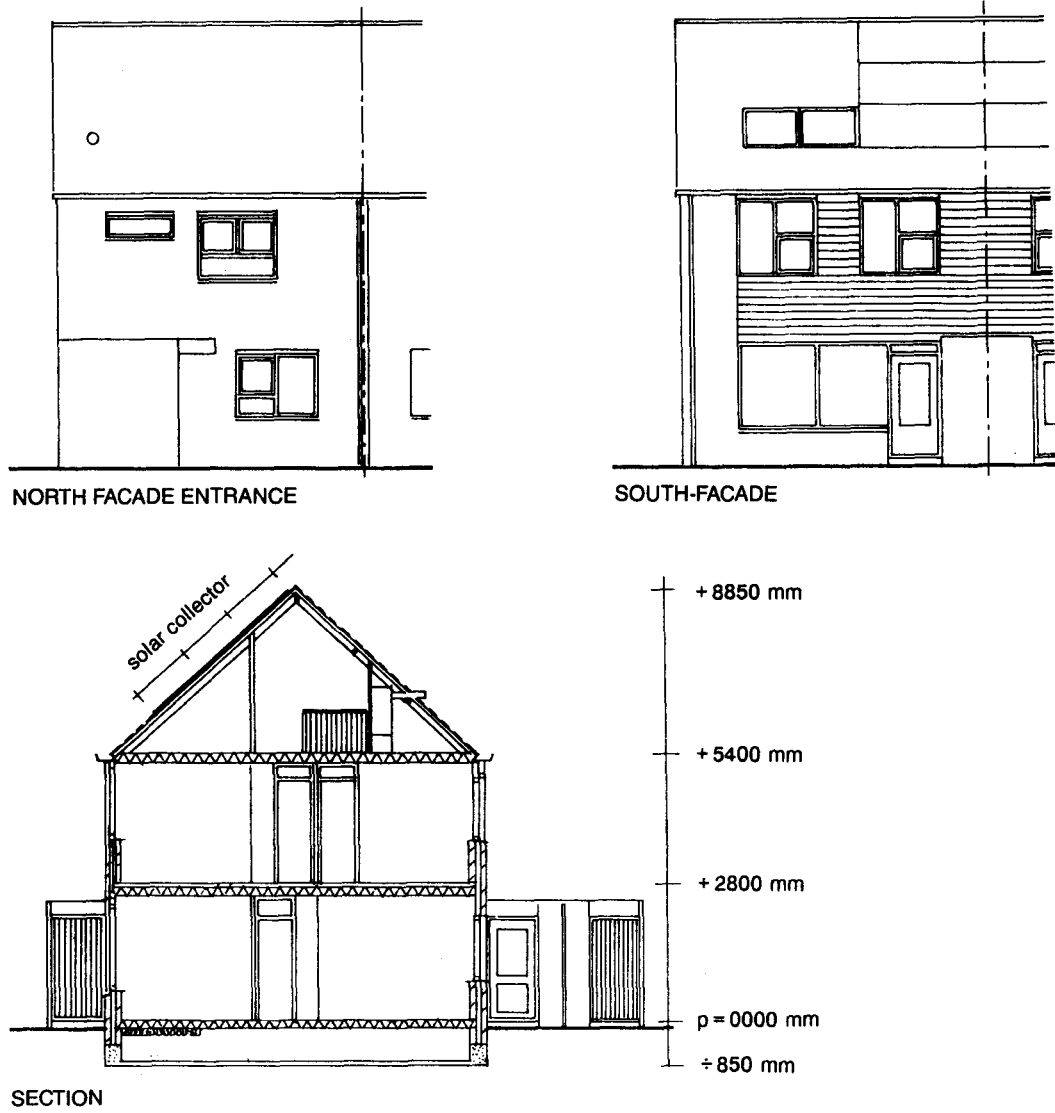 NORTH FACADE ENTRANCE
SOUTH-FACADE
solar collector
+ 8850 mm
+ 5400 mm
+ 2800 mm
p = 0000 mm
÷ 850 mm
SECTION